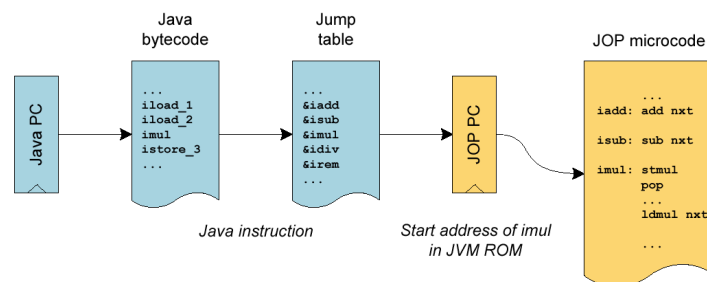 Java
bytecode
Jump
table
JOP microcode
Java PC
...
iload_1
iload_2
imul
istore_3
...
...
&iadd
&isub
&imul
&idiv
&irem
...
JOP PC
...
iadd: add nxt
isub: sub nxt
imul: stmul
pop
...
ldmul nxt
...
Java instruction
Start address of imul
in JVM ROM